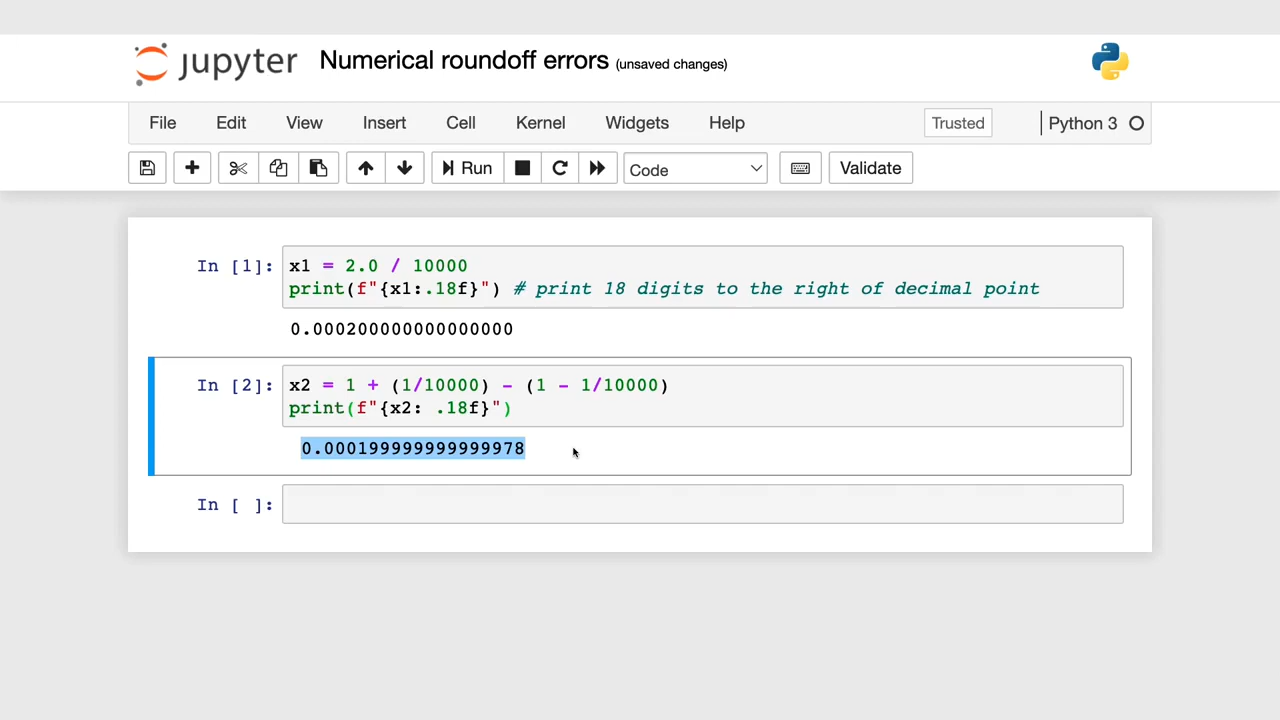 jupyter Numerical roundoff errors (unsaved changes)
File Edit View Insert Cell Kernel Widgets Help Trusted Python 3
Run Code Validate
In [1]: x1 = 2.0 / 10000
print(f"{x1:.18f}") # print 18 digits to the right of decimal point
0.000200000000000000
In [2]: x2 = 1 + (1/10000) - (1 - 1/10000)
print(f"{x2: .18f}")
0.000199999999999978
In [ ]: